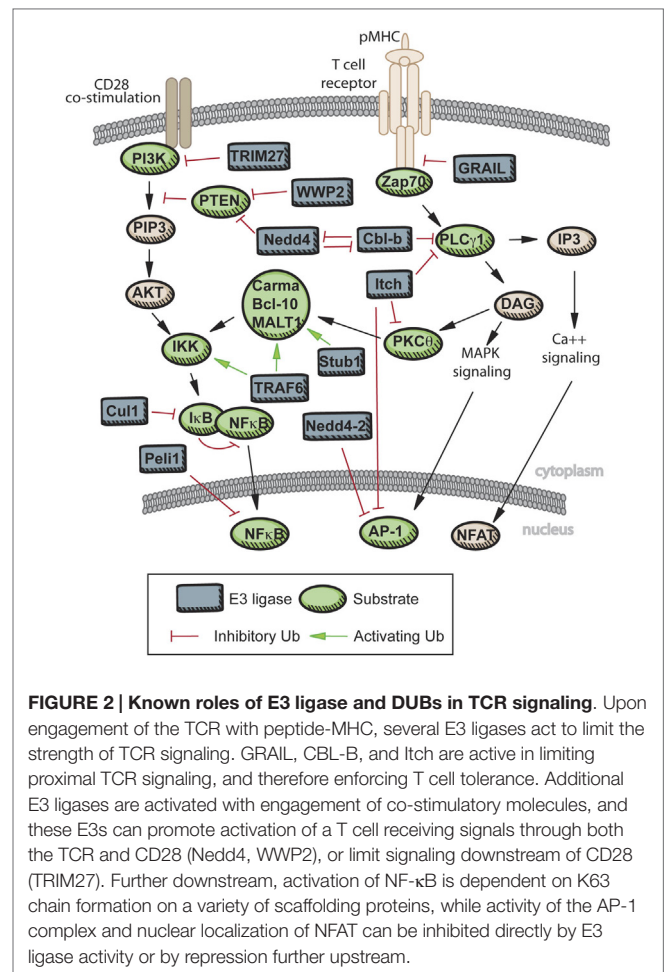 pMHC
T cell
receptor
CD28
co-stimulation
PI3K
TRIM27
GRAIL
Zap70
PTEN
WWP2
PIP3
Nedd4
Cbl-b
PLCγ1
IP3
Itch
AKT
Carma
Bcl-10
MALT1
DAG
IKK
PKCθ
MAPK
signaling
Ca++
signaling
Stub1
TRAF6
Cul1
IκB
NFκB
Nedd4-2
Peli1
cytoplasm
nucleus
NFκB
AP-1
NFAT
E3 ligase
Substrate
Inhibitory Ub
Activating Ub
FIGURE 2 | Known roles of E3 ligase and DUBs in TCR signaling. Upon
engagement of the TCR with peptide-MHC, several E3 ligases act to limit the
strength of TCR signaling. GRAIL, CBL-B, and Itch are active in limiting
proximal TCR signaling, and therefore enforcing T cell tolerance. Additional
E3 ligases are activated with engagement of co-stimulatory molecules, and
these E3s can promote activation of a T cell receiving signals through both
the TCR and CD28 (Nedd4, WWP2), or limit signaling downstream of CD28
(TRIM27). Further downstream, activation of NF-κB is dependent on K63
chain formation on a variety of scaffolding proteins, while activity of the AP-1
complex and nuclear localization of NFAT can be inhibited directly by E3
ligase activity or by repression further upstream.